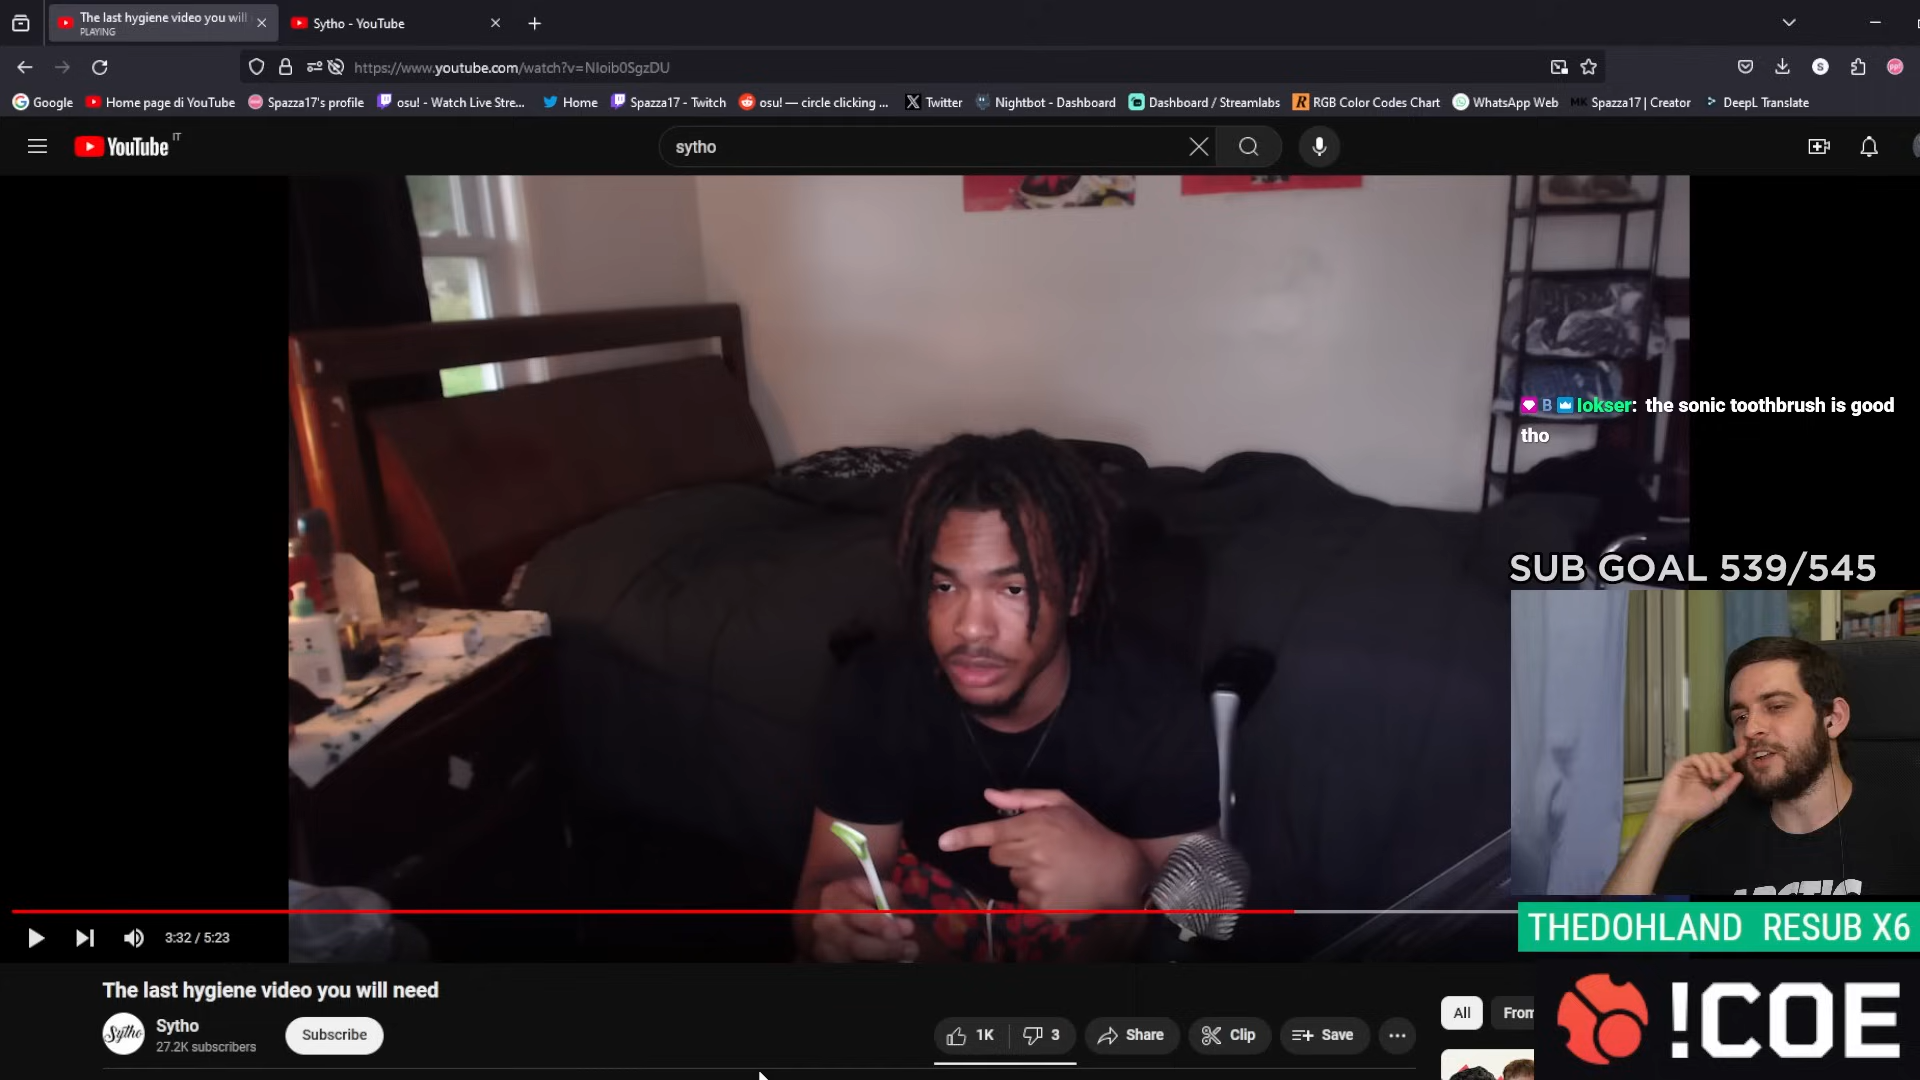 The last hygiene video you will
PLAYING
Sytho - YouTube
https://www.youtube.com/watch?v=NIoib0SgzDU
Google
Home page di YouTube
Spazza17's profile
osu! - Watch Live Stre...
Home
Spazza17 - Twitch
osu! — circle clicking ...
Twitter
Nightbot - Dashboard
Dashboard / Streamlabs
RGB Color Codes Chart
WhatsApp Web
MK Spazza17 | Creator
DeepL Translate
YouTube IT
sytho
B lokser: the sonic toothbrush is good
tho
SUB GOAL 539/545
ARCTIC
THEDOHLAND RESUB X6
3:32 / 5:23
The last hygiene video you will need
Sytho
Sytho
27.2K subscribers
Subscribe
1K
3
Share
Clip
Save
All
From
!COE